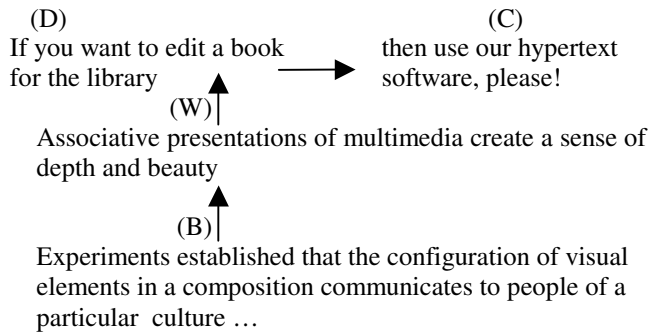 (D) (C)
If you want to edit a book then use our hypertext
for the library software, please!
(W)
Associative presentations of multimedia create a sense of
depth and beauty
(B)
Experiments established that the configuration of visual
elements in a composition communicates to people of a
particular culture …